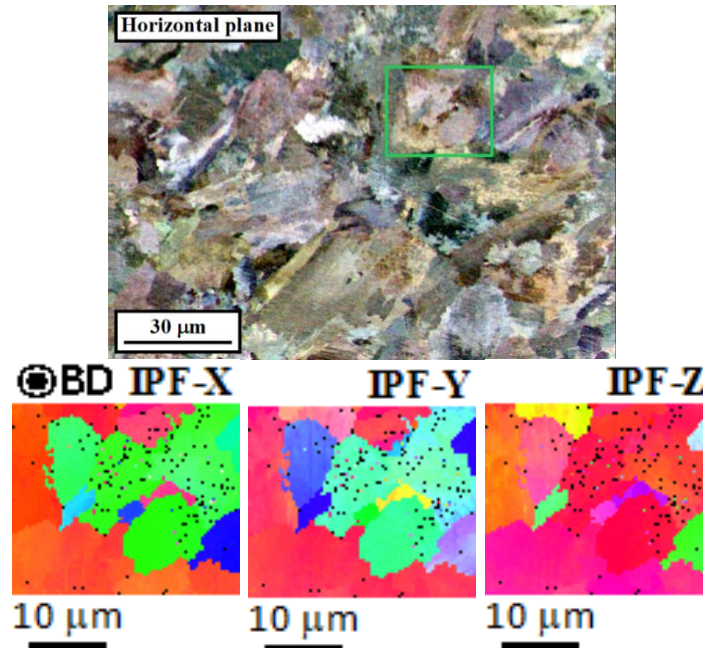 Horizontal plane
30 μm
BD IPF-X IPF-Y IPF-Z
10 μm 10 μm 10 μm